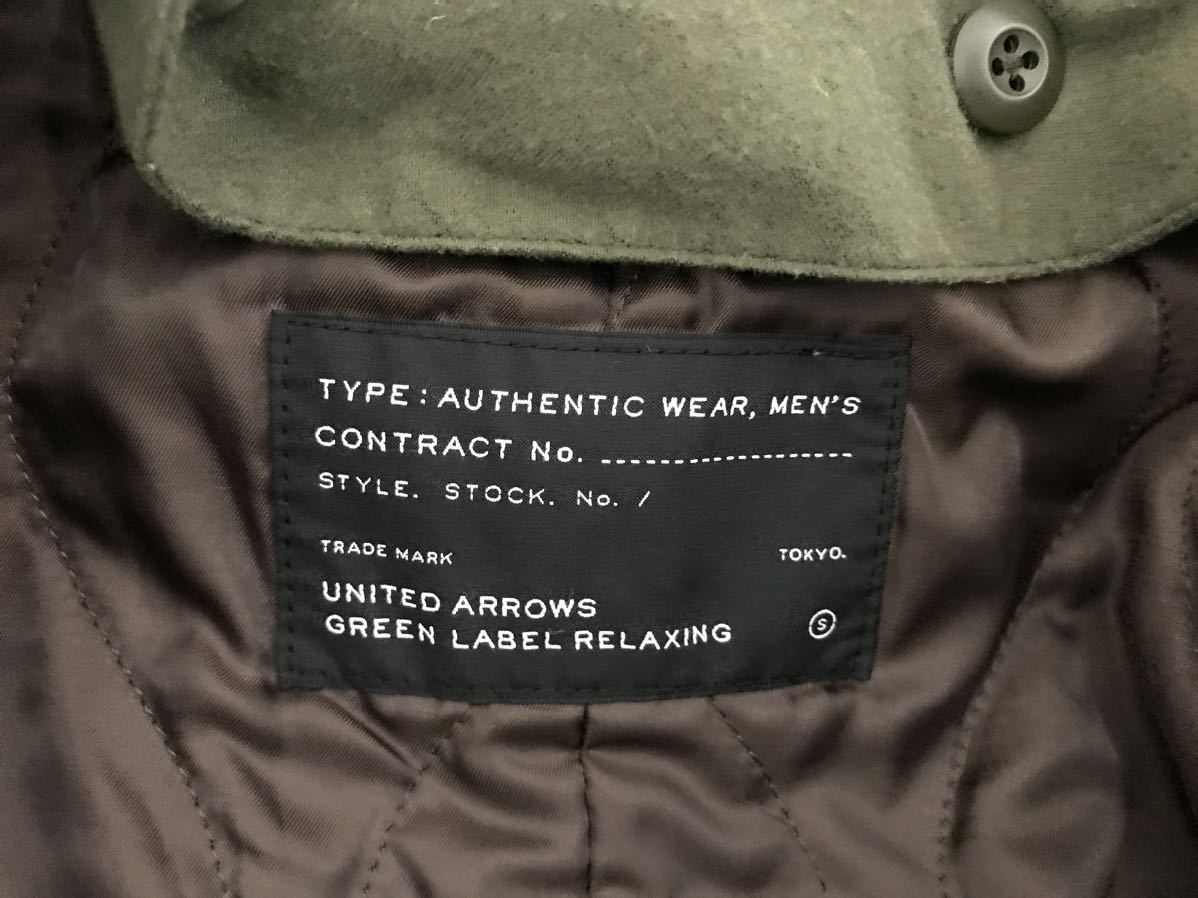 TYPE: AUTHENTIC WEAR, MEN'S
CONTRACT No. --------------------
STYLE. STOCK. No. /
TRADE MARK TOKYO.
UNITED ARROWS
GREEN LABEL RELAXING Ⓢ